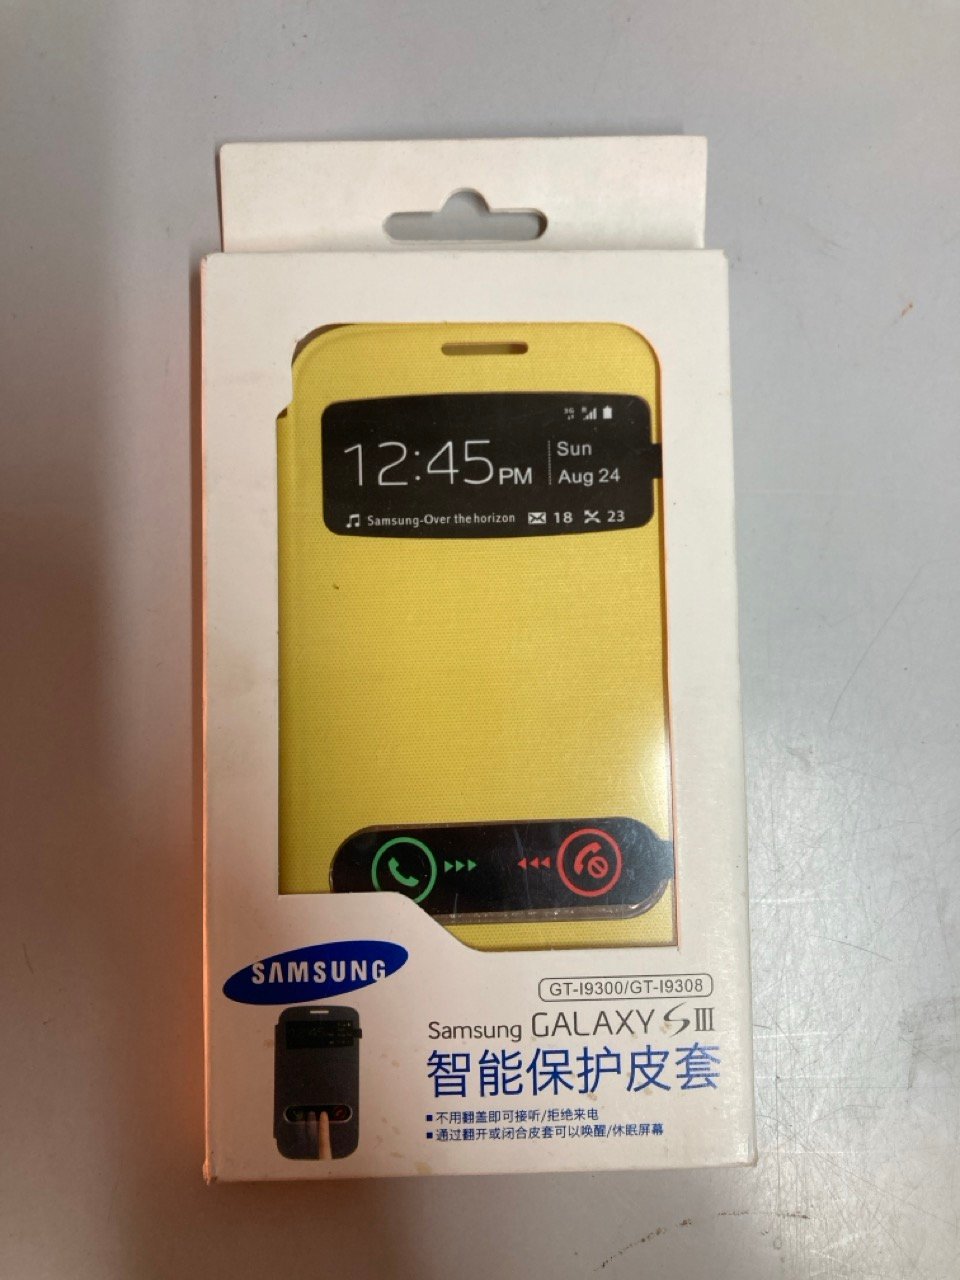 3G R
12:45PM
Sun
Aug 24
Samsung-Over the horizon 18 23
SAMSUNG
GT-I9300/GT-I9308
Samsung GALAXY SIII
智能保护皮套
■不用翻盖即可接听/拒绝来电
■通过翻开或闭合皮套可以唤醒/休眠屏幕